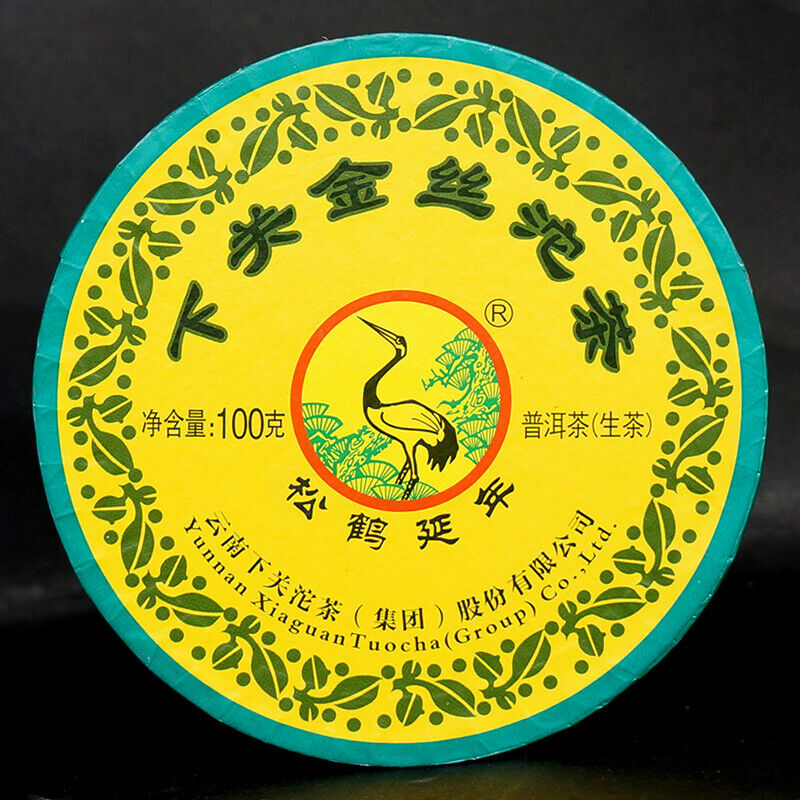 下关金丝沱茶
®
净含量:100克
普洱茶(生茶)
松鹤延年
云南下关沱茶(集团)股份有限公司
Yunnan Xiaguan Tuocha(Group) Co.,Ltd.